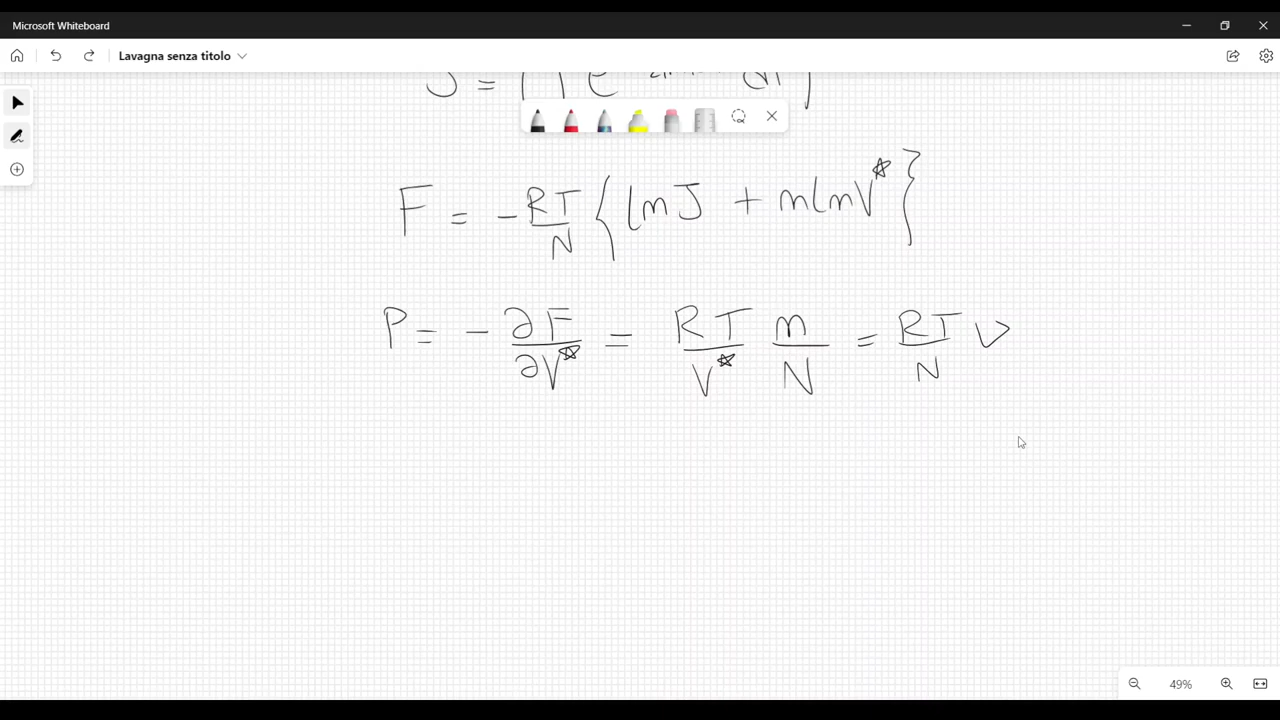 Microsoft Whiteboard
Lavagna senza titolo
J =
F = - RT/N { ln J + n ln V* }
P = - ∂F/∂V* = RT/V* n/N = RT/N ν
49%